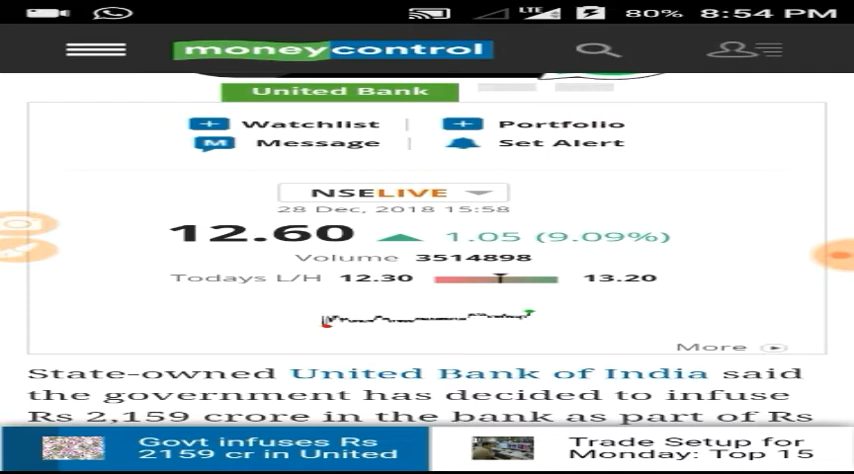 LTE 80% 8:54 PM
moneycontrol
United Bank
Watchlist | Portfolio
Message | Set Alert
NSELIVE
28 Dec, 2018 15:58
12.60 1.05 (9.09%)
Volume 3514898
Todays L/H 12.30 13.20
More
State-owned United Bank of India said
the government has decided to infuse
Rs 2,159 crore in the bank as part of Rs
Govt infuses Rs
2159 cr in United
Trade Setup for
Monday: Top 15